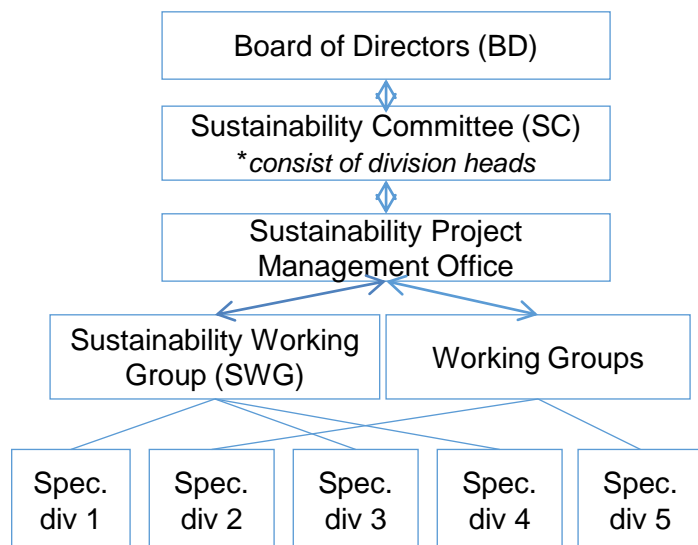 Board of Directors (BD)
Sustainability Committee (SC)
*consist of division heads
Sustainability Project
Management Office
Sustainability Working
Group (SWG)
Working Groups
Spec.
div 1
Spec.
div 2
Spec.
div 3
Spec.
div 4
Spec.
div 5